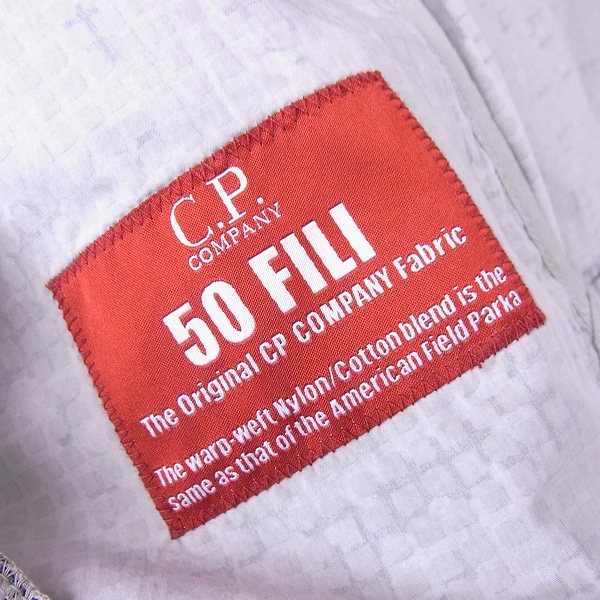 C.P.
COMPANY
50 FILI
The Original CP COMPANY Fabric
The warp-weft Nylon/Cotton blend is the
same as that of the American Field Parka